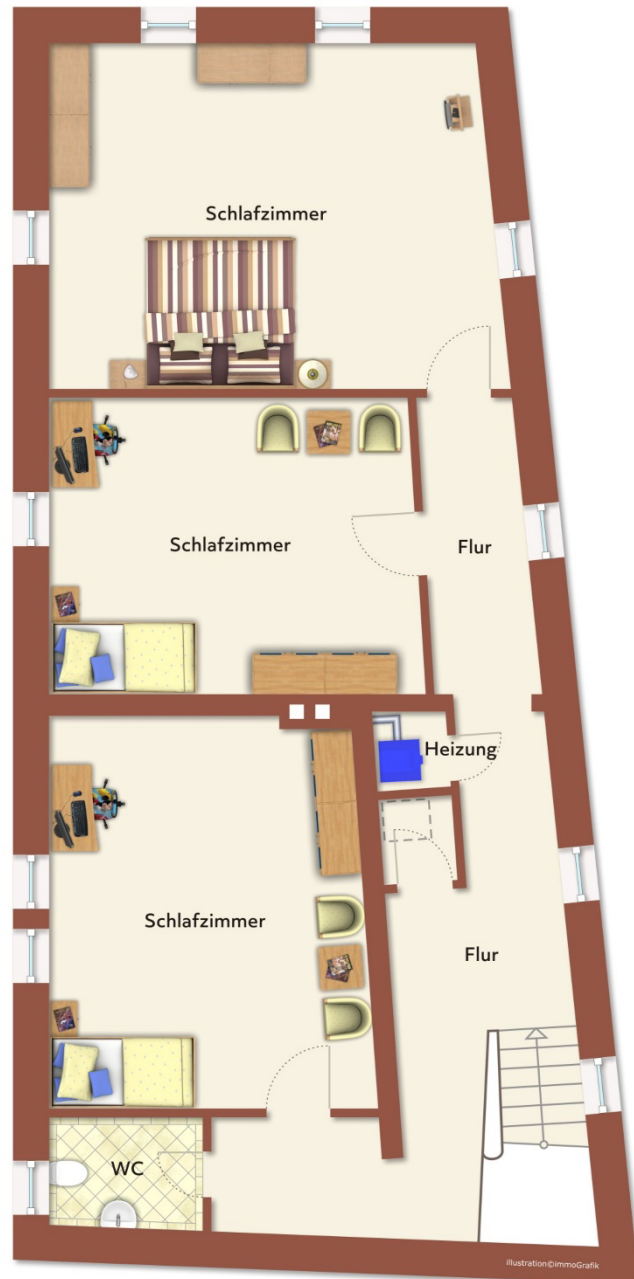 Schlafzimmer
Schlafzimmer
Flur
Heizung
Schlafzimmer
Flur
WC
illustration©immoGrafik